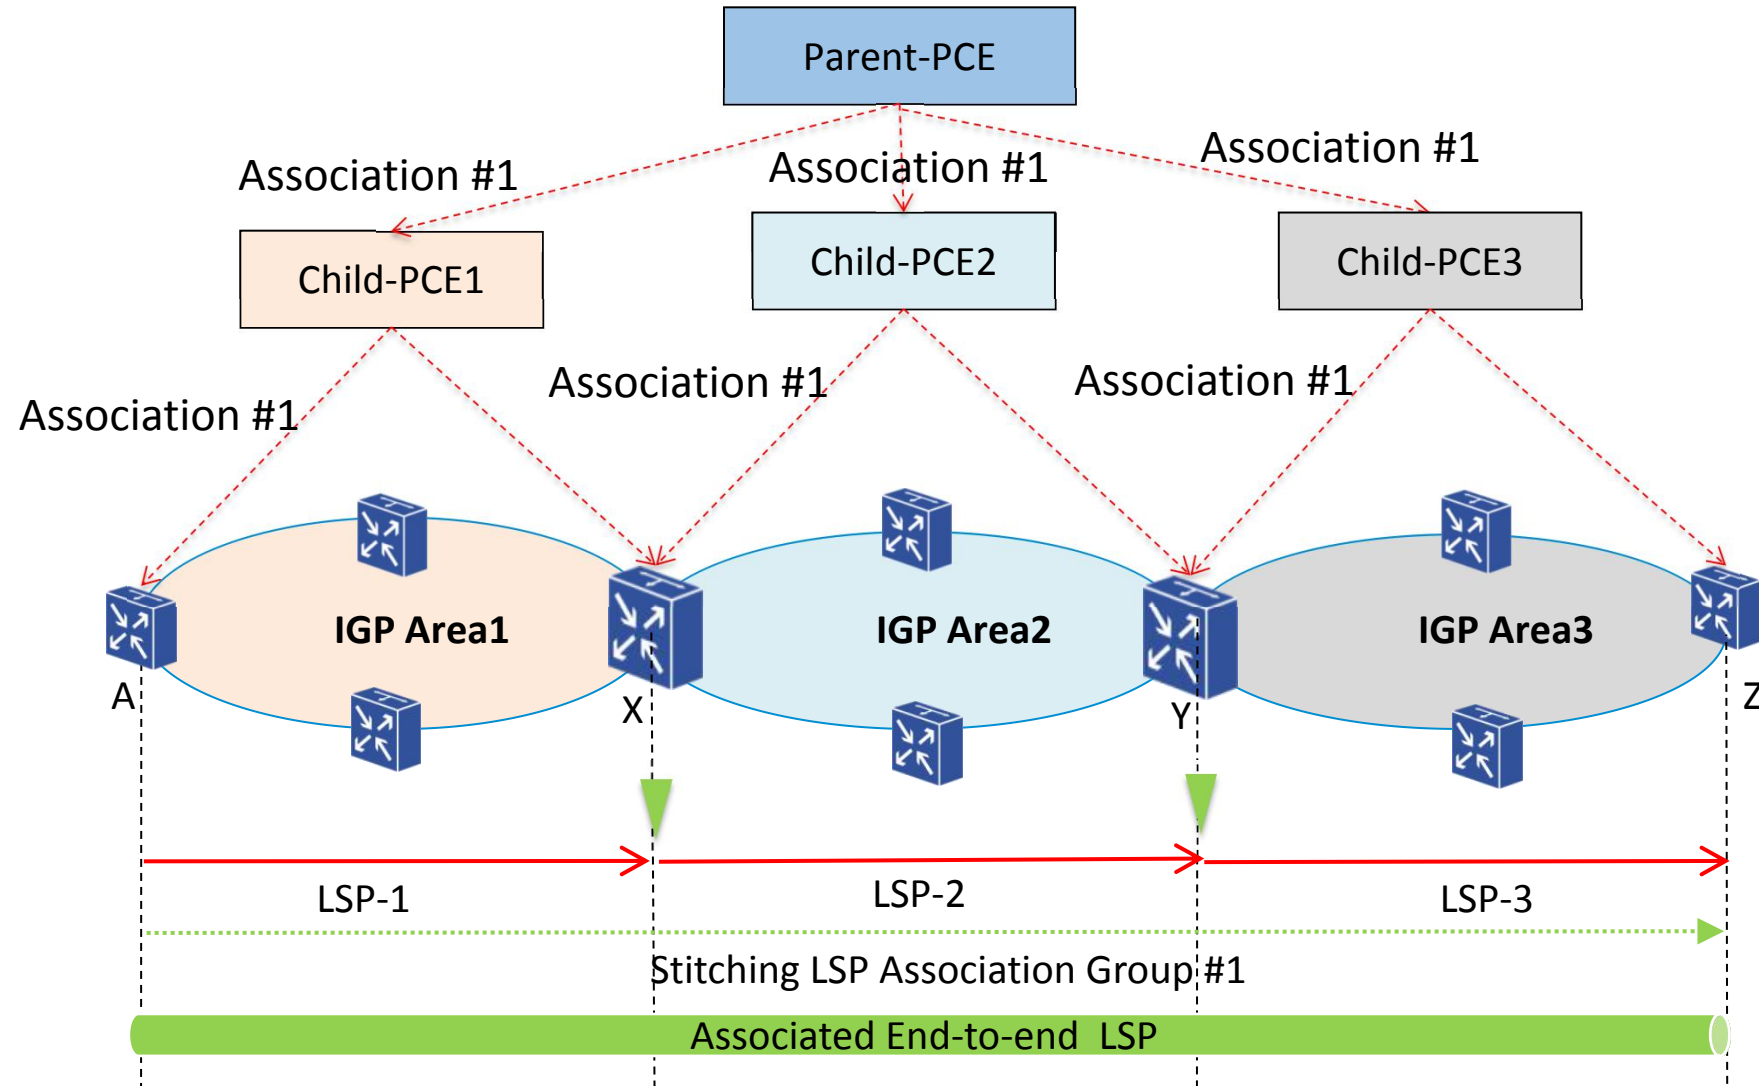 Parent-PCE
Association #1
Association #1
Association #1
Child-PCE1
Child-PCE2
Child-PCE3
Association #1
Association #1
Association #1
IGP Area1
IGP Area2
IGP Area3
A
X
Y
Z
LSP-1
LSP-2
LSP-3
Stitching LSP Association Group #1
Associated End-to-end LSP